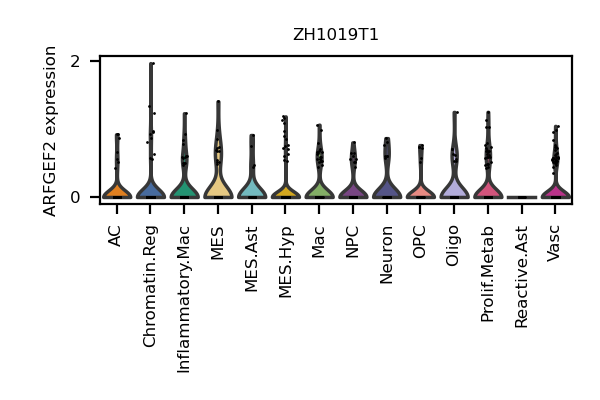 ZH1019T1
ARFGEF2 expression
2
0
AC
Chromatin.Reg
Inflammatory.Mac
MES
MES.Ast
MES.Hyp
Mac
NPC
Neuron
OPC
Oligo
Prolif.Metab
Reactive.Ast
Vasc